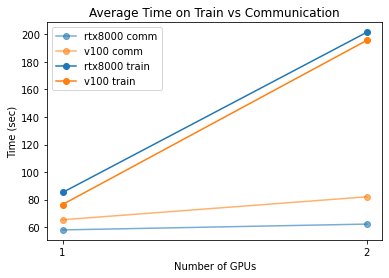 Average Time on Train vs Communication
rtx8000 comm
v100 comm
rtx8000 train
v100 train
200
180
160
140
120
100
80
60
Time (sec)
1
2
Number of GPUs